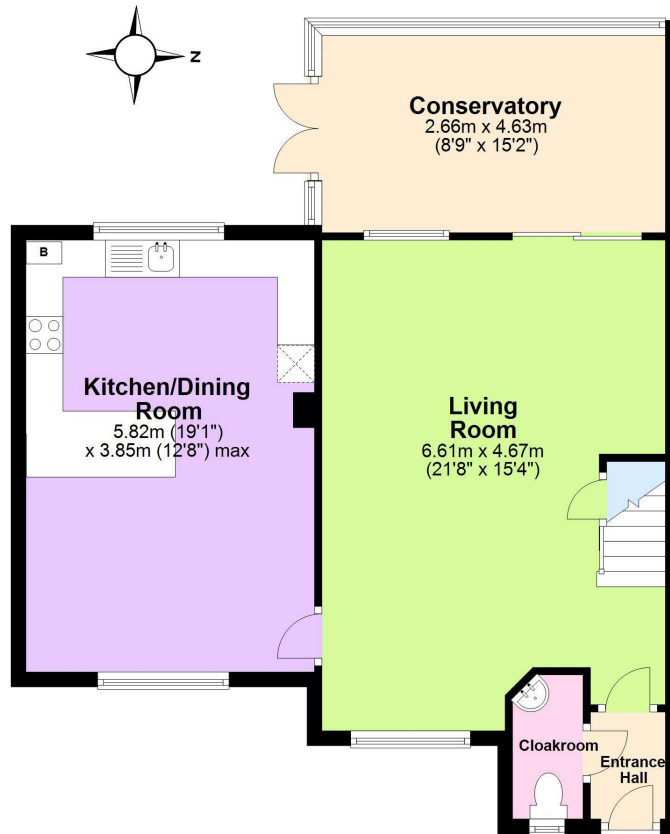 N
Conservatory
2.66m x 4.63m
(8'9" x 15'2")
B
Kitchen/Dining
Room
5.82m (19'1")
x 3.85m (12'8") max
Living
Room
6.61m x 4.67m
(21'8" x 15'4")
Cloakroom
Entrance
Hall